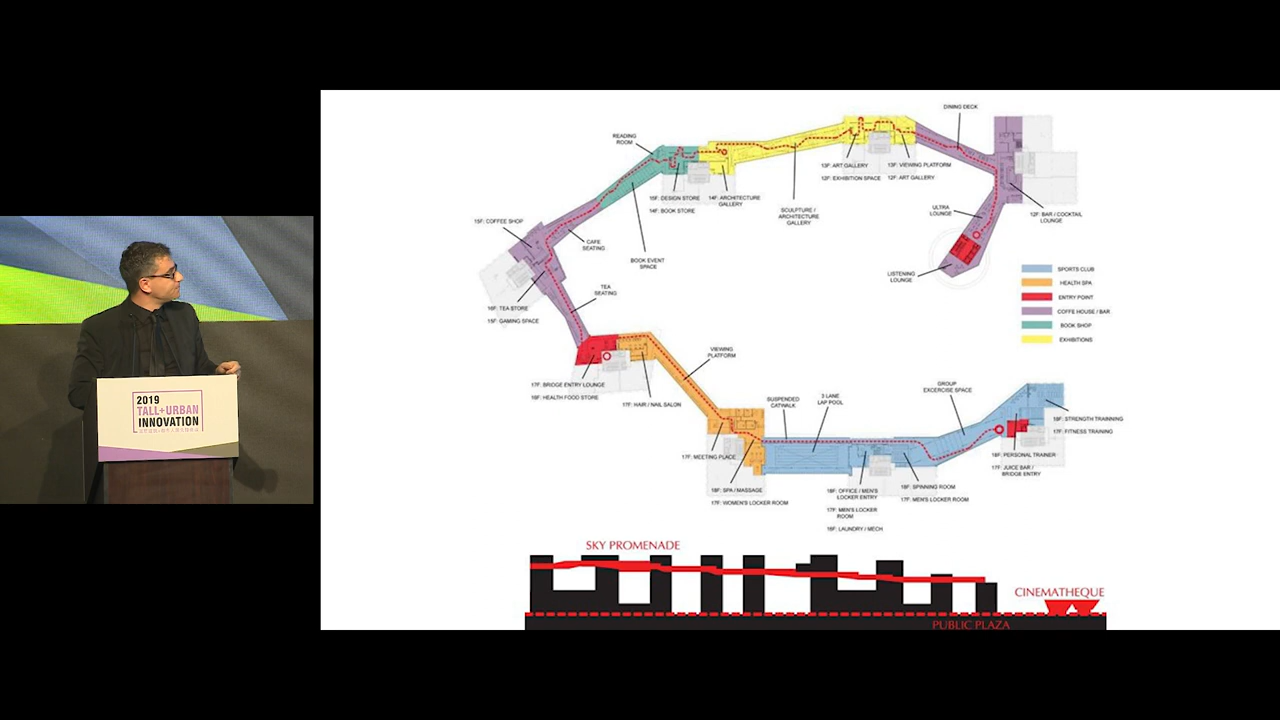 2019
TALL+URBAN
INNOVATION
DINING DECK
READING
ROOM
13F: ART GALLERY
12F: EXHIBITION SPACE
13F: VIEWING PLATFORM
12F: ART GALLERY
15F: DESIGN STORE
14F: BOOK STORE
14F: ARCHITECTURE
GALLERY
SCULPTURE /
ARCHITECTURE
GALLERY
ULTRA
LOUNGE
12F: BAR / COCKTAIL
LOUNGE
15F: COFFEE SHOP
CAFE
SEATING
BOOK EVENT
SPACE
LISTENING
LOUNGE
SPORTS CLUB
HEALTH SPA
ENTRY POINT
COFFE HOUSE / BAR
BOOK SHOP
EXHIBITIONS
TEA
SEATING
16F: TEA STORE
15F: GAMING SPACE
VIEWING
PLATFORM
17F: BRIDGE ENTRY LOUNGE
16F: HEALTH FOOD STORE
17F: HAIR / NAIL SALON
SUSPENDED
CATWALK
3 LANE
LAP POOL
GROUP
EXCERCISE SPACE
18F: STRENGTH TRAINNING
17F: FITNESS TRAINING
17F: MEETING PLACE
18F: PERSONAL TRAINER
17F: JUICE BAR /
BRIDGE ENTRY
18F: SPA / MASSAGE
17F: WOMEN'S LOCKER ROOM
18F: OFFICE / MEN'S
LOCKER ENTRY
17F: MEN'S LOCKER
ROOM
16F: LAUNDRY / MECH
18F: SPINNING ROOM
17F: MEN'S LOCKER ROOM
SKY PROMENADE
CINEMATHEQUE
PUBLIC PLAZA